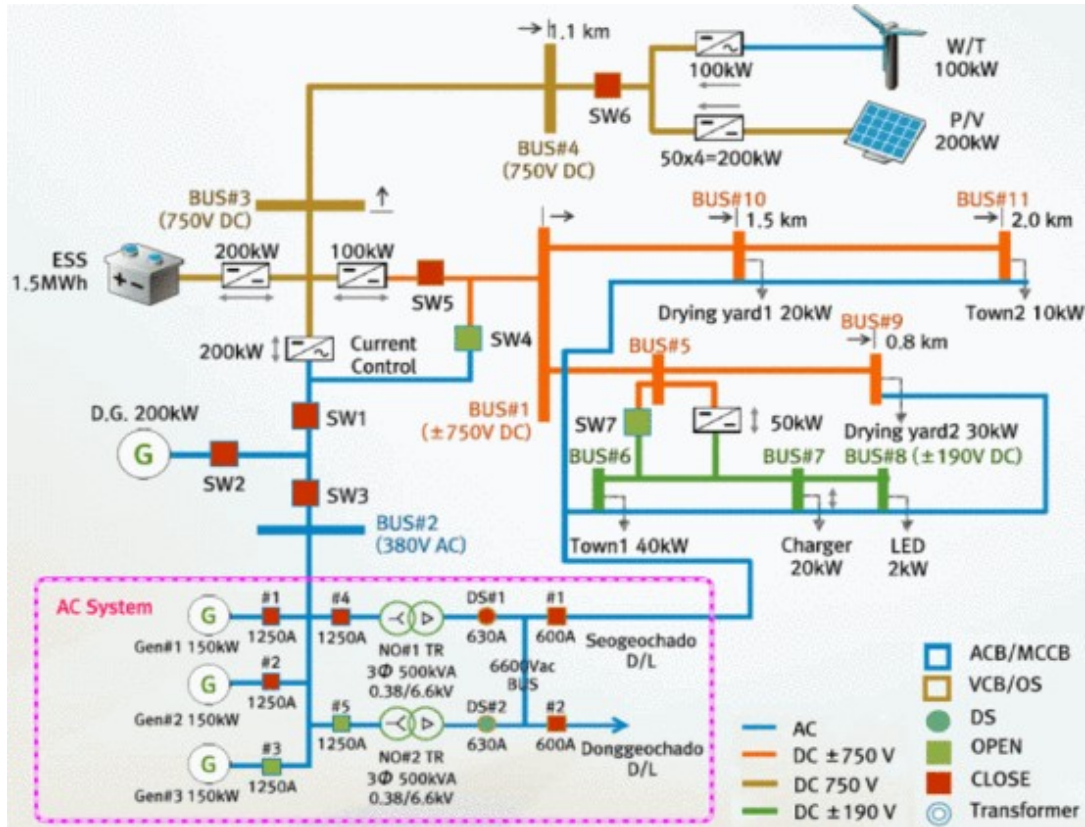 1.1 km
W/T
100kW
100kW
SW6
P/V
200kW
BUS#4
(750V DC)
50x4=200kW
BUS#3
(750V DC)
BUS#10
1.5 km
BUS#11
2.0 km
ESS
1.5MWh
200kW
100kW
SW5
Drying yard1 20kW
Town2 10kW
SW4
200kW
Current
Control
BUS#5
BUS#9
0.8 km
D.G. 200kW
G
SW1
SW2
BUS#1
(±750V DC)
SW7
50kW
Drying yard2 30kW
BUS#6
BUS#7
BUS#8 (±190V DC)
SW3
BUS#2
(380V AC)
Town1 40kW
Charger
20kW
LED
2kW
AC System
G
Gen#1 150kW
#1
1250A
#4
1250A
NO#1 TR
3Φ 500kVA
0.38/6.6kV
DS#1
630A
#1
600A
Seogeochado
D/L
6600Vac
BUS
G
Gen#2 150kW
#2
1250A
#5
1250A
NO#2 TR
3Φ 500kVA
0.38/6.6kV
DS#2
630A
#2
600A
Donggeochado
D/L
G
Gen#3 150kW
#3
1250A
AC
DC ±750 V
DC 750 V
DC ±190 V
ACB/MCCB
VCB/OS
DS
OPEN
CLOSE
Transformer